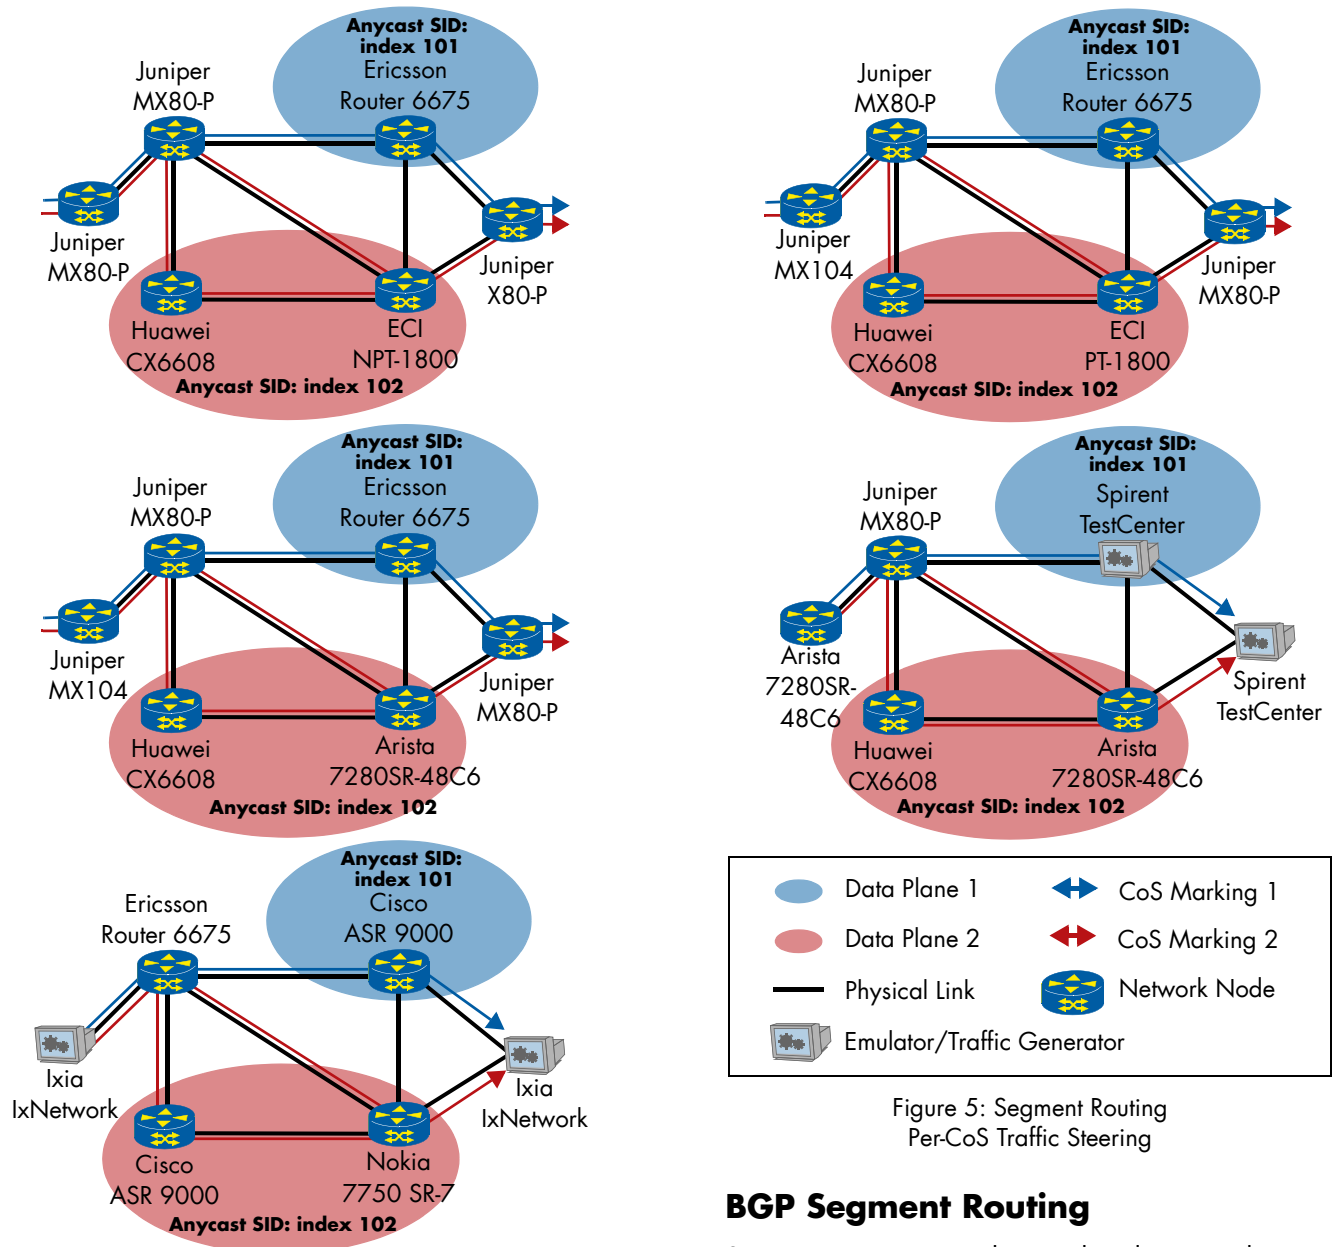 Anycast SID:
index 101
Ericsson
Router 6675
Juniper
MX80-P
Juniper
MX80-P
Juniper
X80-P
Huawei
CX6608
ECI
NPT-1800
Anycast SID: index 102
Anycast SID:
index 101
Ericsson
Router 6675
Juniper
MX80-P
Juniper
MX104
Juniper
MX80-P
Huawei
CX6608
Arista
7280SR-48C6
Anycast SID: index 102
Anycast SID:
index 101
Cisco
ASR 9000
Ericsson
Router 6675
Ixia
IxNetwork
Ixia
IxNetwork
Cisco
ASR 9000
Nokia
7750 SR-7
Anycast SID: index 102
Anycast SID:
index 101
Ericsson
Router 6675
Juniper
MX80-P
Juniper
MX104
Juniper
MX80-P
Huawei
CX6608
ECI
PT-1800
Anycast SID: index 102
Anycast SID:
index 101
Spirent
TestCenter
Juniper
MX80-P
Arista
7280SR-
48C6
Spirent
TestCenter
Huawei
CX6608
Arista
7280SR-48C6
Anycast SID: index 102
Data Plane 1
CoS Marking 1
Data Plane 2
CoS Marking 2
Physical Link
Network Node
Emulator/Traffic Generator
Figure 5: Segment Routing
Per-CoS Traffic Steering
BGP Segment Routing